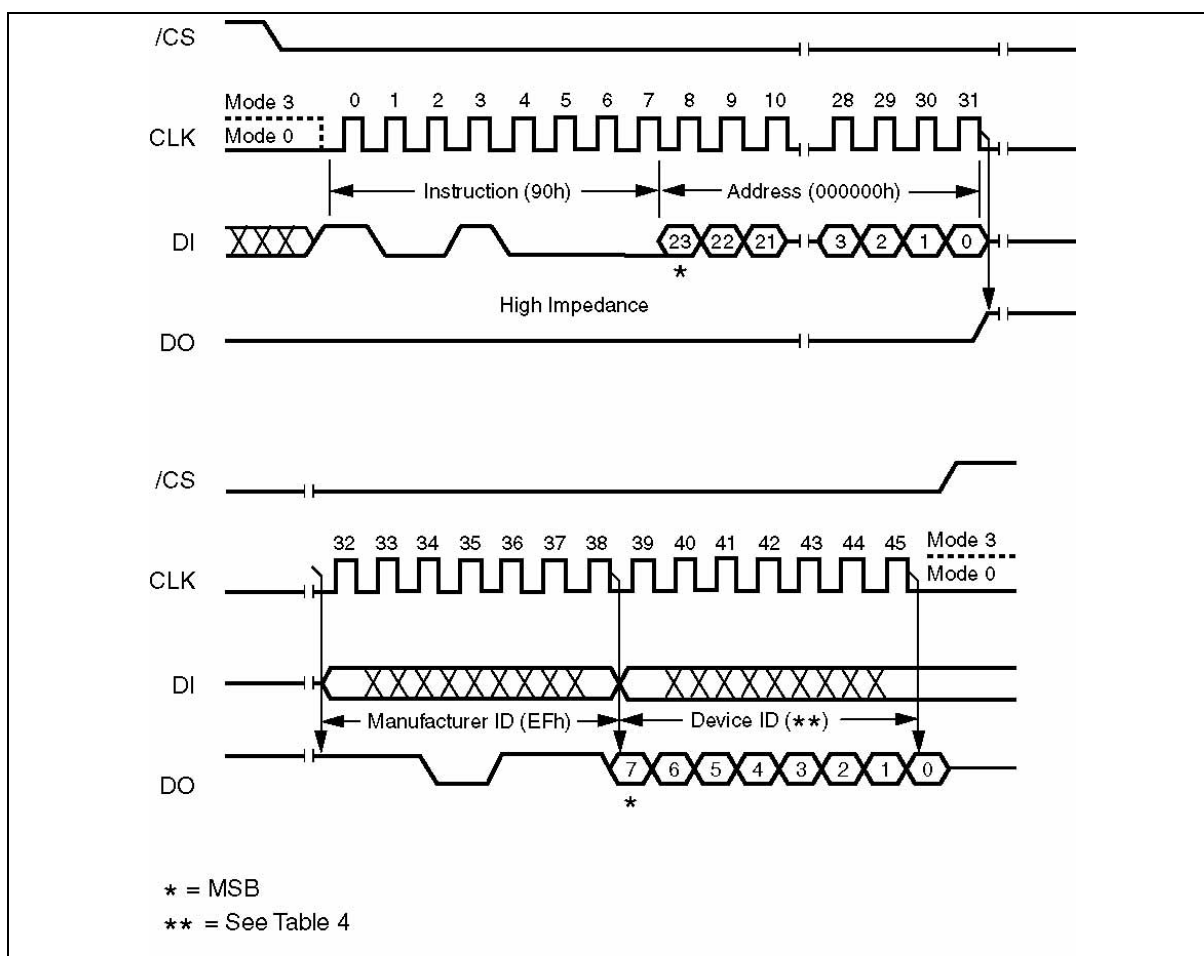 /CS
Mode 3 0 1 2 3 4 5 6 7 8 9 10 28 29 30 31
CLK Mode 0
Instruction (90h) Address (000000h)
DI 23 22 21 3 2 1 0
*
High Impedance
DO
/CS
32 33 34 35 36 37 38 39 40 41 42 43 44 45 Mode 3
CLK Mode 0
DI
Manufacturer ID (EFh) Device ID (**)
DO 7 6 5 4 3 2 1 0
*
* = MSB
** = See Table 4